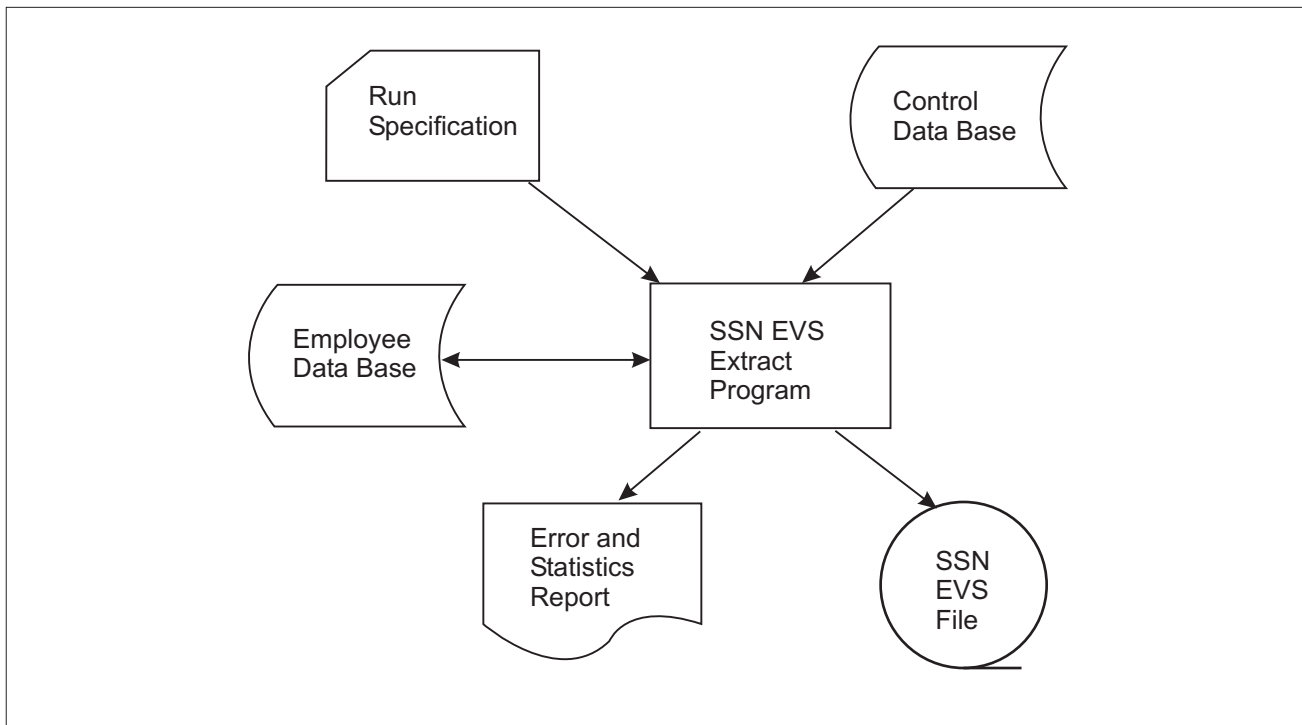 Run
Specification
Control
Data Base
Employee
Data Base
SSN EVS
Extract
Program
Error and
Statistics
Report
SSN
EVS
File